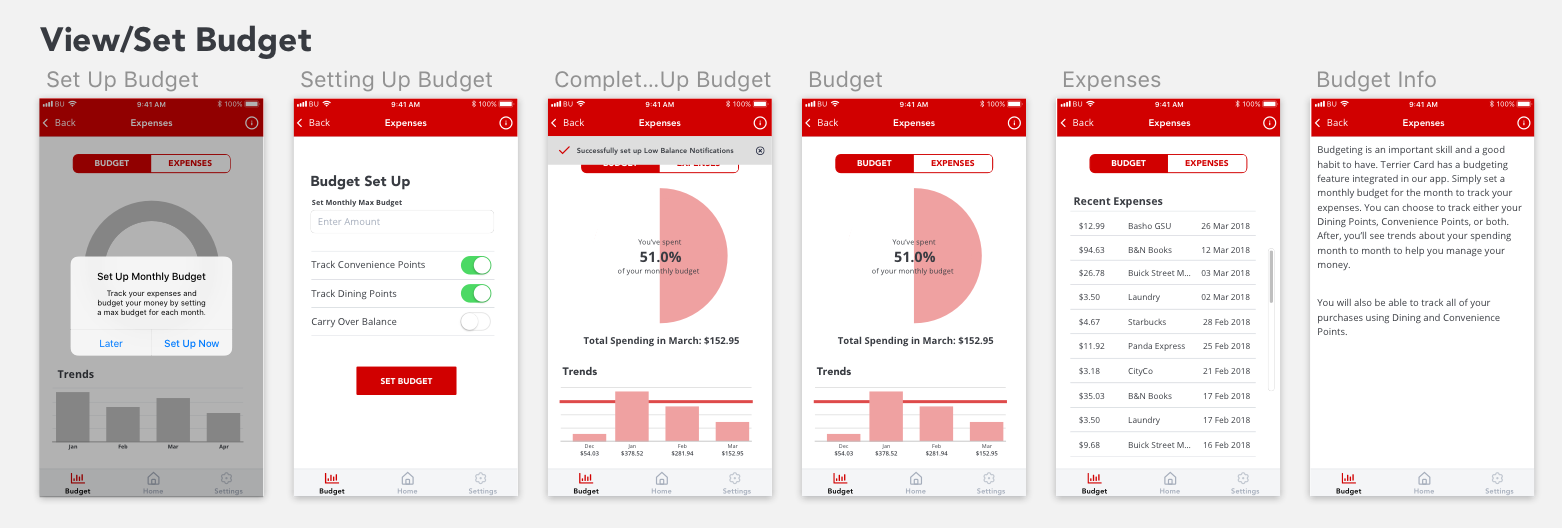 View/Set Budget
Set Up Budget
BU
9:41 AM
100%
Back
Expenses
BUDGET
EXPENSES
Set Up Monthly Budget
Track your expenses and
budget your money by setting
a max budget for each month.
Later
Set Up Now
Trends
Jan
Feb
Mar
Apr
Budget
Home
Settings
Setting Up Budget
BU
9:41 AM
100%
Back
Expenses
Budget Set Up
Set Monthly Max Budget
Enter Amount
Track Convenience Points
Track Dining Points
Carry Over Balance
SET BUDGET
Budget
Home
Settings
Complet...Up Budget
BU
9:41 AM
100%
Back
Expenses
Successfully set up Low Balance Notifications
BUDGET
EXPENSES
You've spent
51.0%
of your monthly budget
Total Spending in March: $152.95
Trends
Dec
$54.03
Jan
$378.52
Feb
$281.94
Mar
$152.95
Budget
Home
Settings
Budget
BU
9:41 AM
100%
Back
Expenses
BUDGET
EXPENSES
You've spent
51.0%
of your monthly budget
Total Spending in March: $152.95
Trends
Dec
$54.03
Jan
$378.52
Feb
$281.94
Mar
$152.95
Budget
Home
Settings
Expenses
BU
9:41 AM
100%
Back
Expenses
BUDGET
EXPENSES
Recent Expenses
$12.99 Basho GSU 26 Mar 2018
$94.63 B&N Books 12 Mar 2018
$26.78 Buick Street M... 03 Mar 2018
$3.50 Laundry 02 Mar 2018
$4.67 Starbucks 28 Feb 2018
$11.92 Panda Express 25 Feb 2018
$3.18 CityCo 21 Feb 2018
$35.03 B&N Books 17 Feb 2018
$3.50 Laundry 17 Feb 2018
$9.68 Buick Street M... 16 Feb 2018
Budget
Home
Settings
Budget Info
BU
9:41 AM
100%
Back
Expenses
Budgeting is an important skill and a good
habit to have. Terrier Card has a budgeting
feature integrated in our app. Simply set a
monthly budget for the month to track your
expenses. You can choose to track either your
Dining Points, Convenience Points, or both.
After, you'll see trends about your spending
month to month to help you manage your
money.
You will also be able to track all of your
purchases using Dining and Convenience
Points.
Budget
Home
Settings